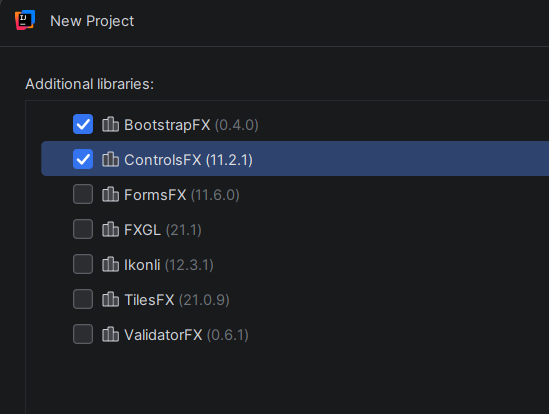 New Project
Additional libraries:
BootstrapFX (0.4.0)
ControlsFX (11.2.1)
FormsFX (11.6.0)
FXGL (21.1)
Ikonli (12.3.1)
TilesFX (21.0.9)
ValidatorFX (0.6.1)